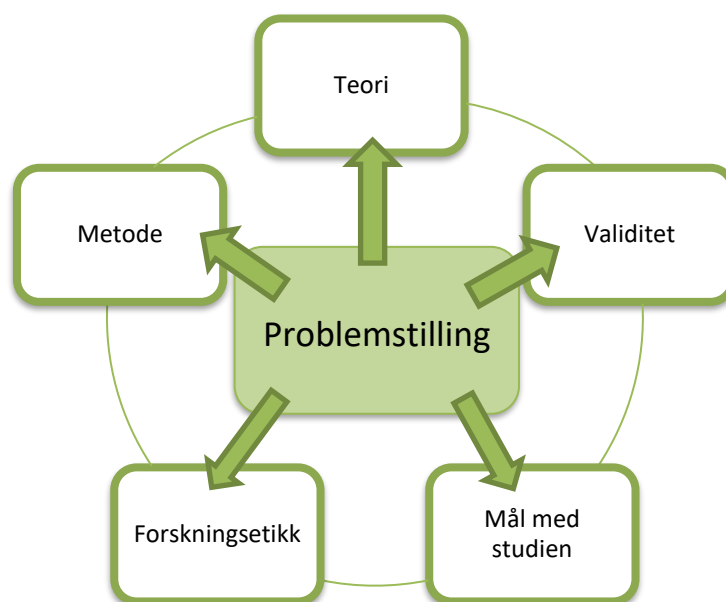 Teori
Metode
Validitet
Problemstilling
Forskningsetikk
Mål med
studien